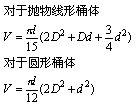 对于抛物线形桶体
V = πl/15 (2D² + Dd + 3/4 d²)
对于圆形桶体
V = πl/12 (2D² + d²)